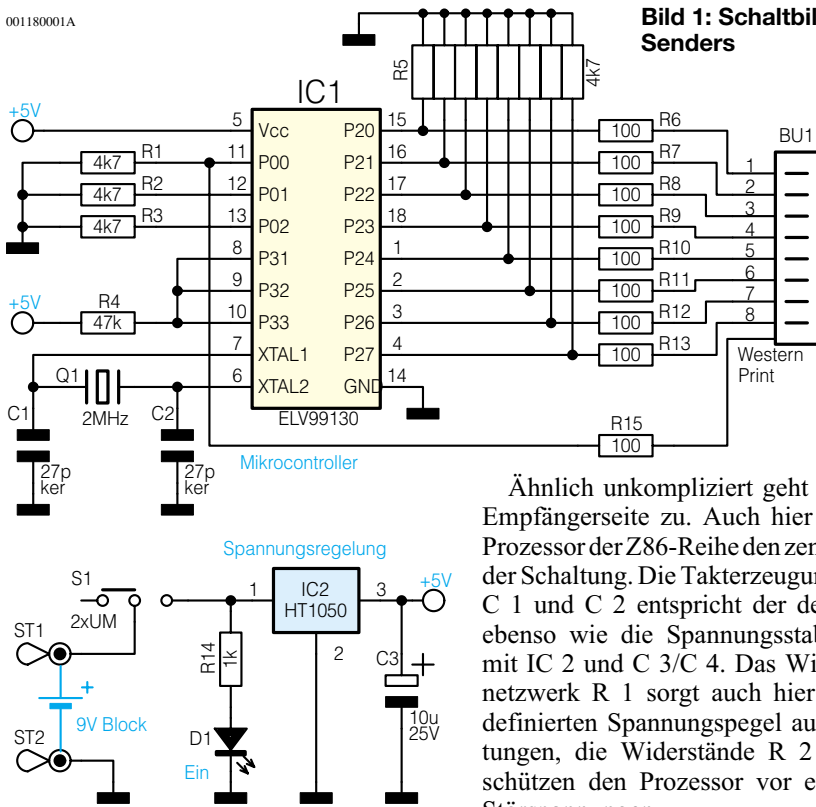 001180001A
Bild 1: Schaltbil
Senders
IC1
R5
4k7
+5V
5 Vcc P20 15 100 R6 BU1
4k7 R1 11 P00 P21 16 100 R7 1
4k7 R2 12 P01 P22 17 100 R8 2
4k7 R3 13 P02 P23 18 100 R9 3
8 P31 P24 1 100 R10 4
9 P32 P25 2 100 R11 5
+5V R4 47k 10 P33 P26 3 100 R12 6
7 XTAL1 P27 4 100 R13 7
Q1 6 XTAL2 GND 14 8
C1 2MHz C2 ELV99130
Western
Print
R15
100
27p
ker
27p
ker
Mikrocontroller
Spannungsregelung
S1
2xUM
1 IC2 3 +5V
HT1050
2
ST1
R14
1k
C3
+
+
9V Block
ST2
D1
Ein
10u
25V
Ähnlich unkompliziert geht
Empfängerseite zu. Auch hier
Prozessor der Z86-Reihe den zen
der Schaltung. Die Takterzeugu
C 1 und C 2 entspricht der de
ebenso wie die Spannungsstab
mit IC 2 und C 3/C 4. Das Wi
netzwerk R 1 sorgt auch hier
definierten Spannungspegel au
tungen, die Widerstände R 2
schützen den Prozessor vor e